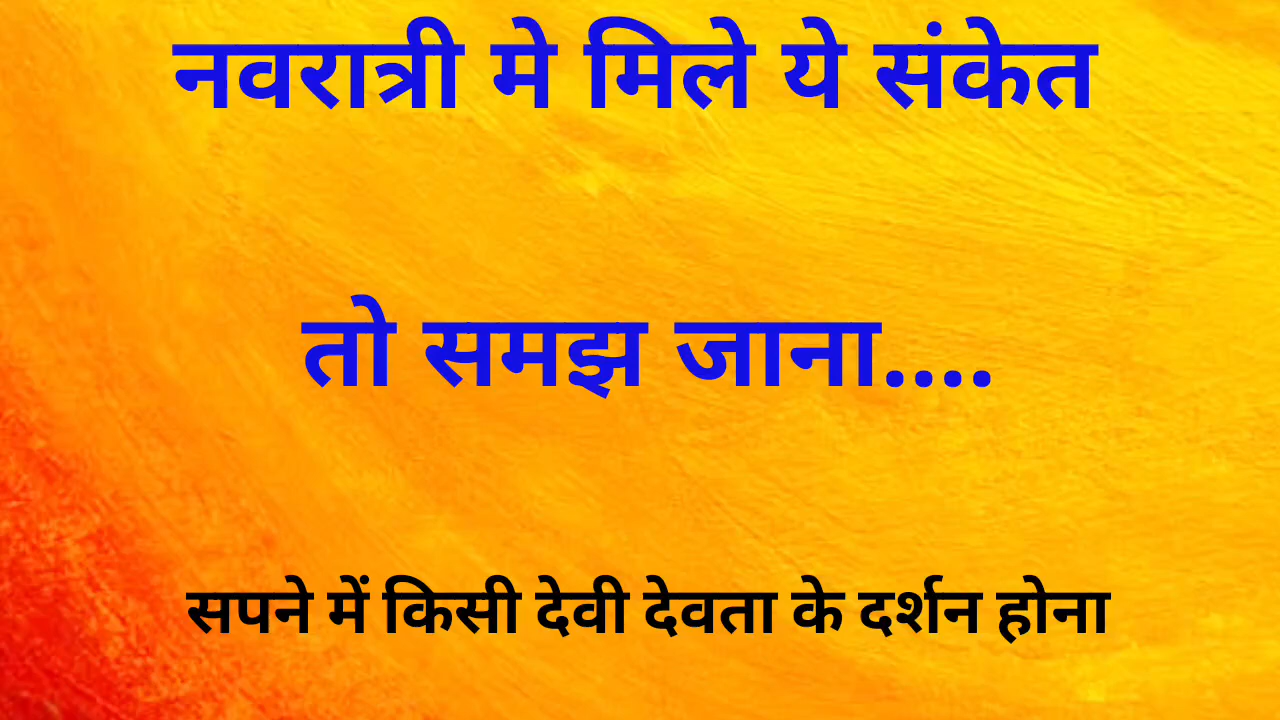 नवरात्री मे मिले ये संकेत
तो समझ जाना....
सपने में किसी देवी देवता के दर्शन होना